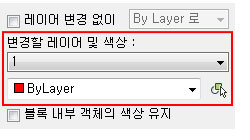 레이어 변경 없이 By Layer 로
변경할 레이어 및 색상 :
1
ByLayer
블록 내부 객체의 색상 유지